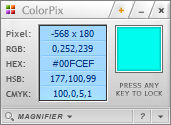 ColorPix
Pixel: -568 x 180
RGB: 0,252,239
HEX: #00FCEF
HSB: 177,100,99
CMYK: 100,0,5,1
PRESS ANY
KEY TO LOCK
MAGNIFIER ?